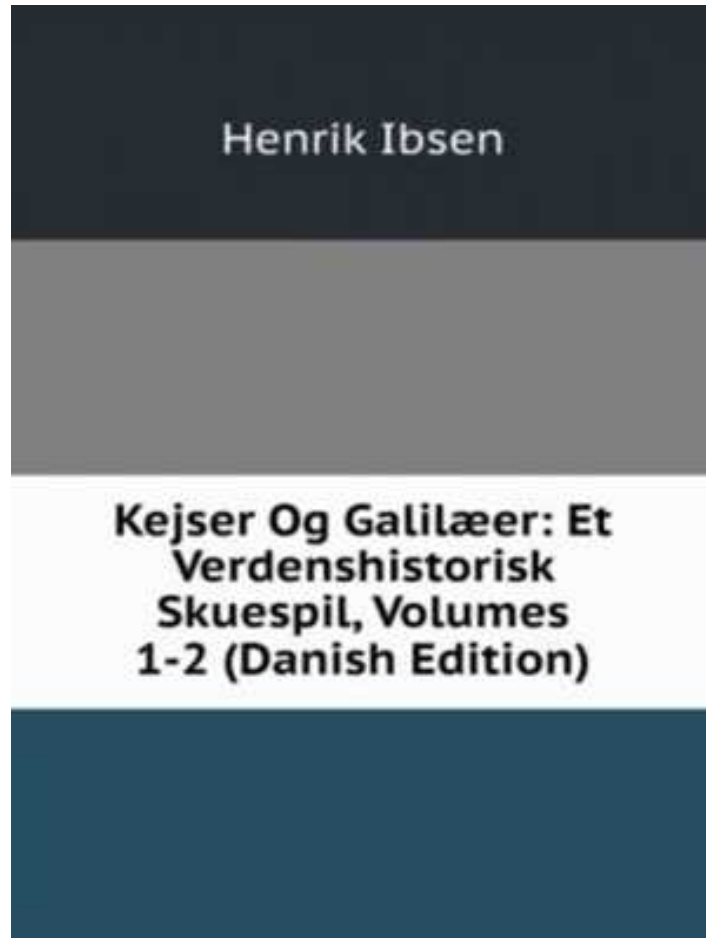 Henrik Ibsen
Kejser Og Galilæer: Et
Verdenshistorisk
Skuespil, Volumes
1-2 (Danish Edition)